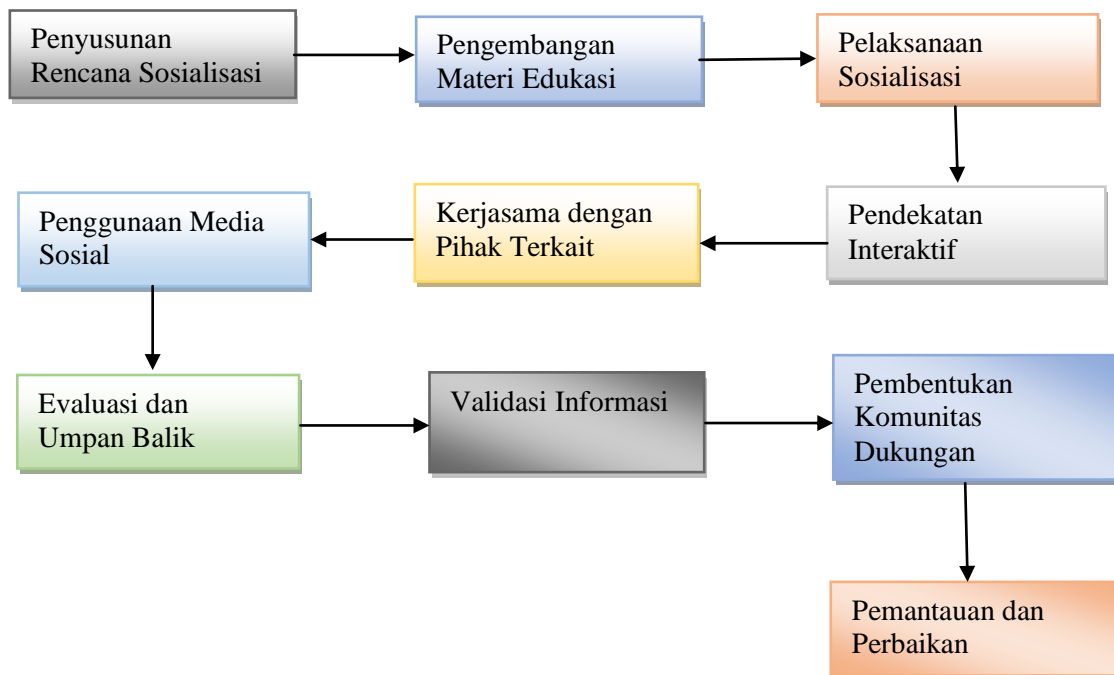 Penyusunan
Rencana Sosialisasi
Pengembangan
Materi Edukasi
Pelaksanaan
Sosialisasi
Pendekatan
Interaktif
Kerjasama dengan
Pihak Terkait
Penggunaan Media
Sosial
Evaluasi dan
Umpan Balik
Validasi Informasi
Pembentukan
Komunitas
Dukungan
Pemantauan dan
Perbaikan